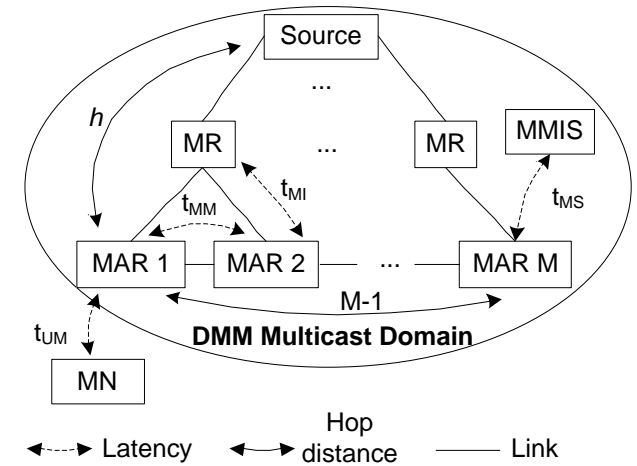 Source
...
h
MR
...
MR
MMIS
t_MI
t_MM
t_MS
MAR 1
MAR 2
...
MAR M
M-1
t_UM
DMM Multicast Domain
MN
Latency
Hop distance
Link